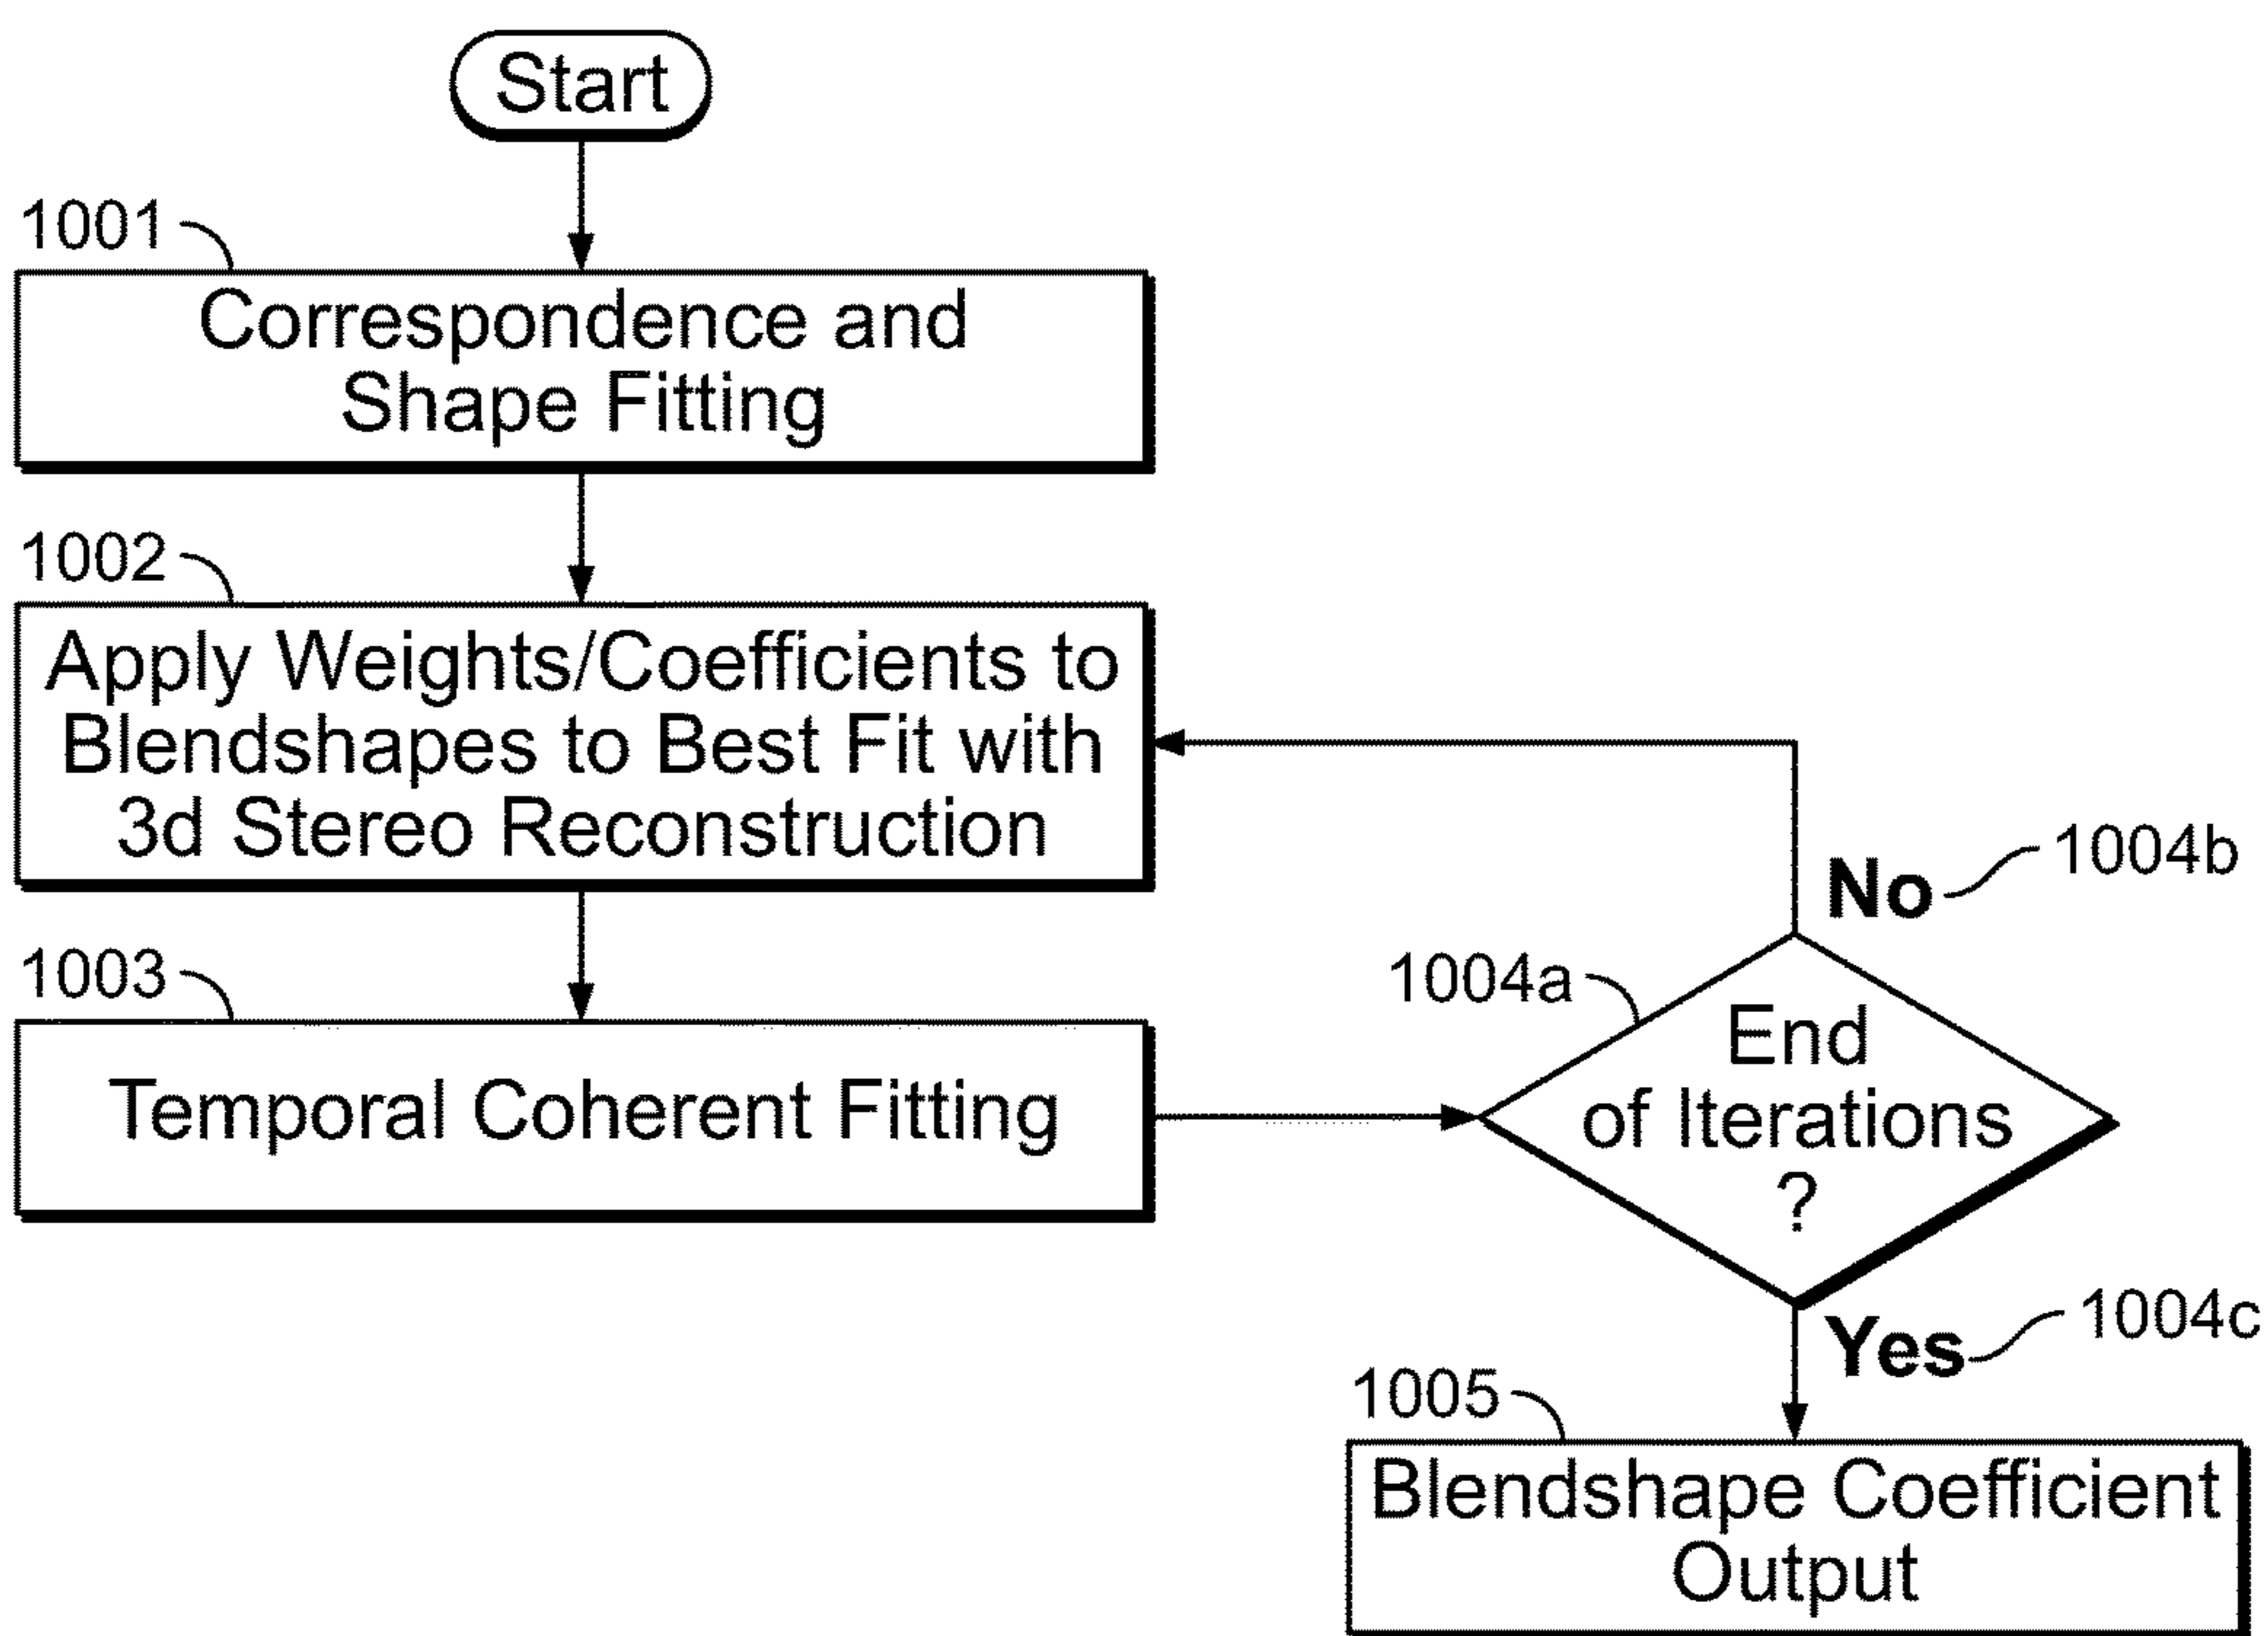 Start
1001
Correspondence and
Shape Fitting
1002
Apply Weights/Coefficients to
Blendshapes to Best Fit with
3d Stereo Reconstruction
1003
Temporal Coherent Fitting
1004a
End
of Iterations
?
No
1004b
Yes
1004c
1005
Blendshape Coefficient
Output